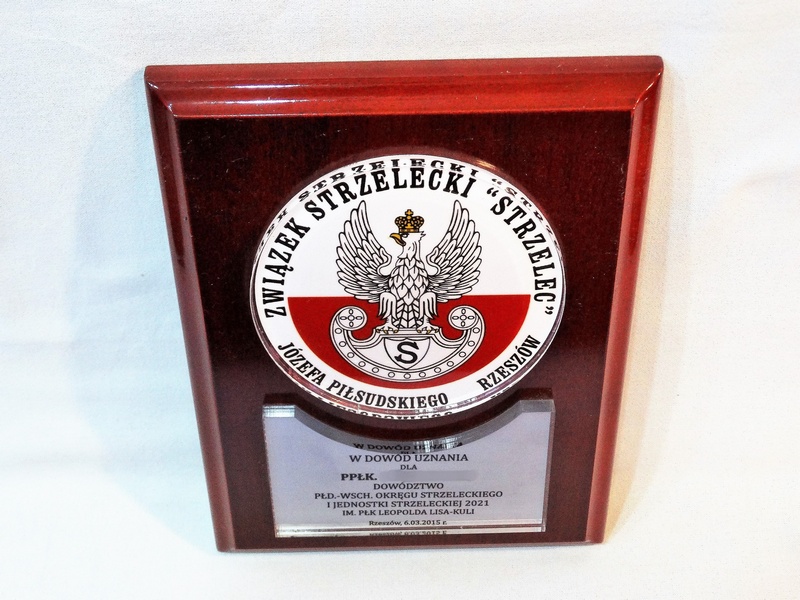 ZWIĄZEK STRZELECKI "STRZELEC"
JÓZEFA PIŁSUDSKIEGO RZESZÓW
S
W DOWÓD UZNANIA
DLA
PPŁK.
DOWÓDZTWO
PŁD.-WSCH. OKRĘGU STRZELECKIEGO
I JEDNOSTKI STRZELECKIEJ 2021
IM. PŁK LEOPOLDA LISA-KULI
Rzeszów, 6.03.2015 r.